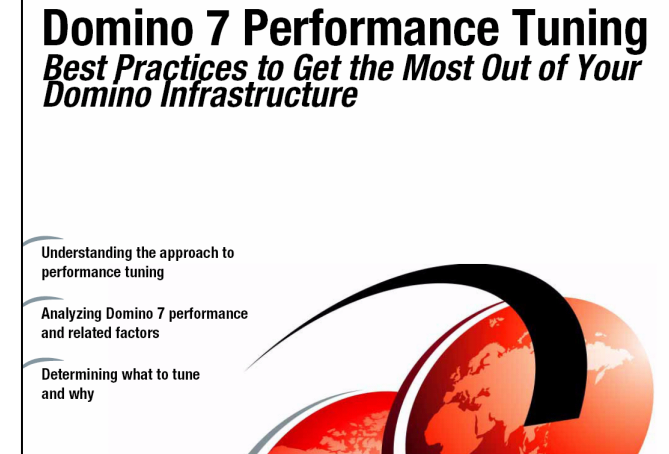 Domino 7 Performance Tuning
Best Practices to Get the Most Out of Your
Domino Infrastructure
Understanding the approach to
performance tuning
Analyzing Domino 7 performance
and related factors
Determining what to tune
and why